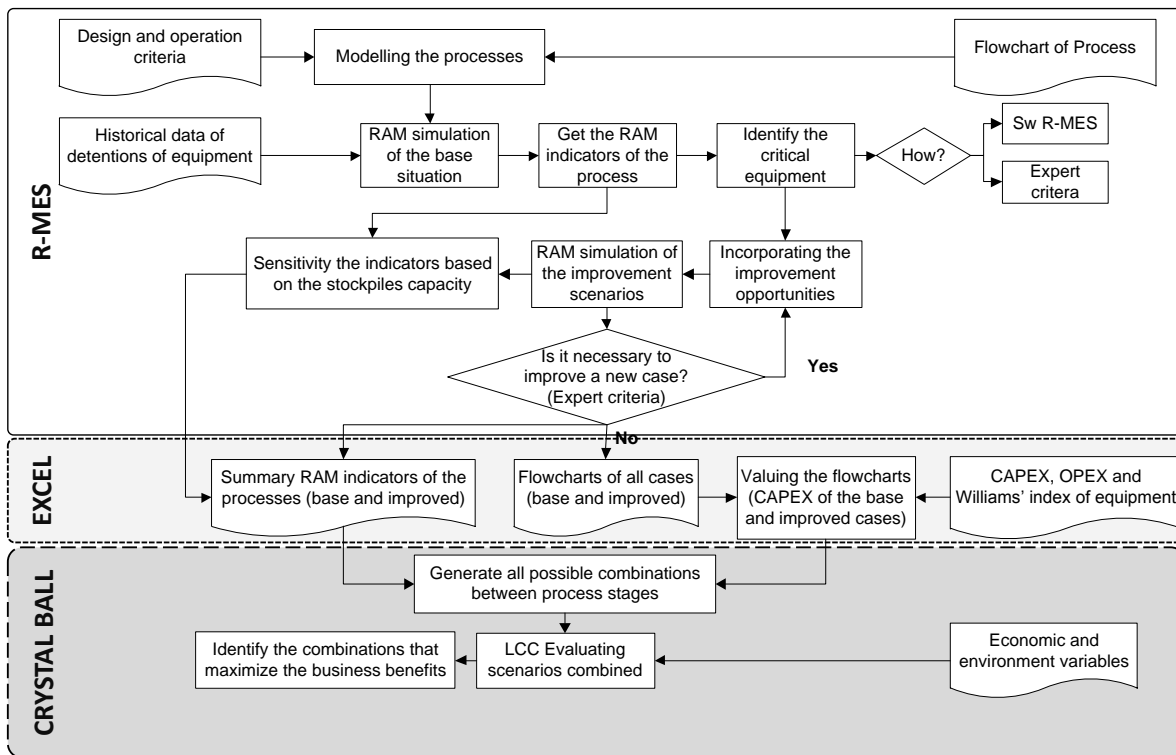 R-MES
Design and operation
criteria
Modelling the processes
Flowchart of Process
Historical data of
detentions of equipment
RAM simulation
of the base
situation
Get the RAM
indicators of the
process
Identify the
critical
equipment
How?
Sw R-MES
Expert
critera
Sensitivity the indicators based
on the stockpiles capacity
RAM simulation of
the improvement
scenarios
Incorporating the
improvement
opportunities
Is it necessary to
improve a new case?
(Expert criteria)
Yes
No
EXCEL
Summary RAM indicators of the
processes (base and improved)
Flowcharts of all cases
(base and improved)
Valuing the flowcharts
(CAPEX of the base
and improved cases)
CAPEX, OPEX and
Williams’ index of equipment
CRYSTAL BALL
Generate all possible combinations
between process stages
Identify the combinations that
maximize the business benefits
LCC Evaluating
scenarios combined
Economic and
environment variables